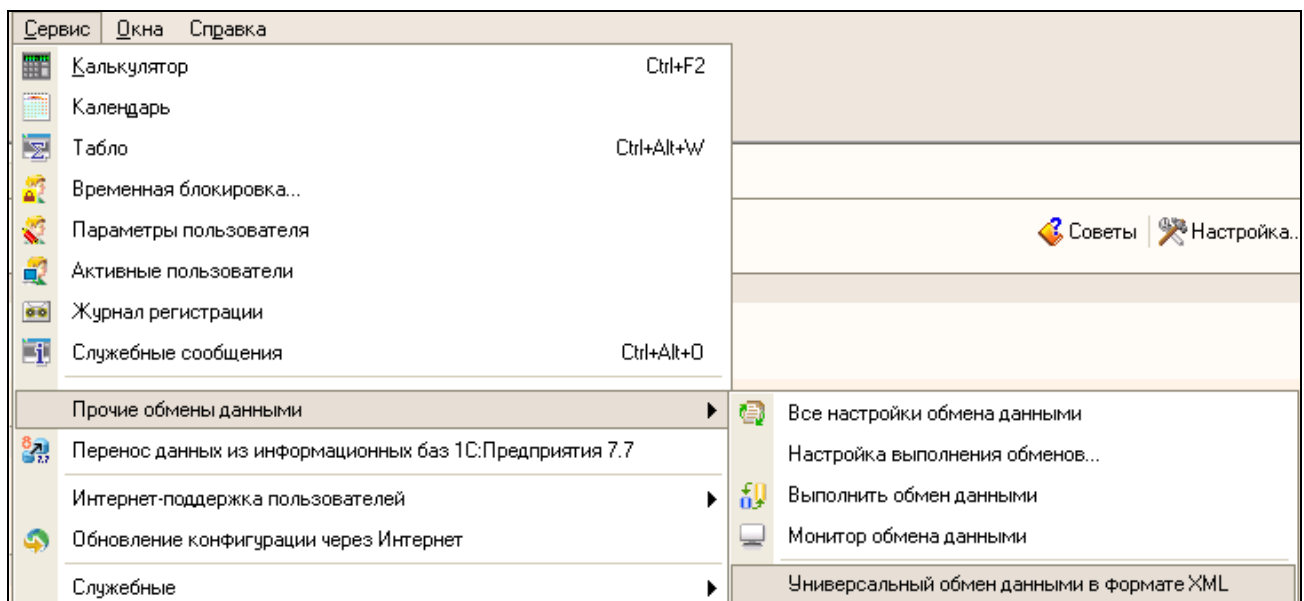 Сервис Окна Справка
Калькулятор Ctrl+F2
Календарь
Табло Ctrl+Alt+W
Временная блокировка...
Параметры пользователя
Советы Настройка...
Активные пользователи
Журнал регистрации
Служебные сообщения Ctrl+Alt+O
Прочие обмены данными
Перенос данных из информационных баз 1С:Предприятия 7.7
Интернет-поддержка пользователей
Обновление конфигурации через Интернет
Служебные
Все настройки обмена данными
Настройка выполнения обменов...
Выполнить обмен данными
Монитор обмена данными
Универсальный обмен данными в формате XML